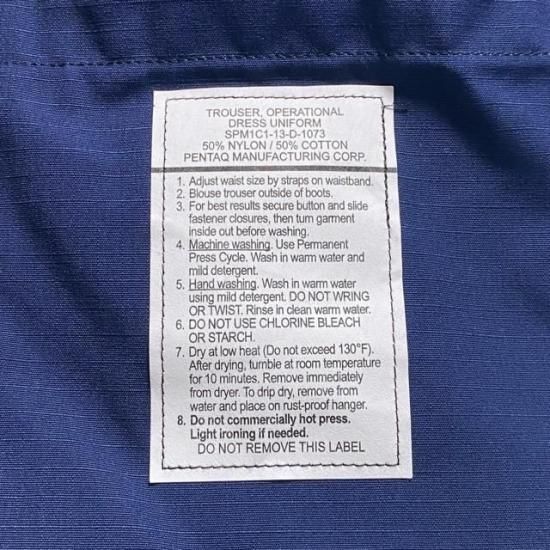 TROUSER, OPERATIONAL
DRESS UNIFORM
SPM1C1-13-D-1073
50% NYLON / 50% COTTON
PENTAQ MANUFACTURING CORP.
1. Adjust waist size by straps on waistband.
2. Blouse trouser outside of boots.
3. For best results secure button and slide
fastener closures, then turn garment
inside out before washing.
4. Machine washing. Use Permanent
Press Cycle. Wash in warm water and
mild detergent.
5. Hand washing. Wash in warm water
using mild detergent. DO NOT WRING
OR TWIST. Rinse in clean warm water.
6. DO NOT USE CHLORINE BLEACH
OR STARCH.
7. Dry at low heat (Do not exceed 130°F).
After drying, tumble at room temperature
for 10 minutes. Remove immediately
from dryer. To drip dry, remove from
water and place on rust-proof hanger.
8. Do not commercially hot press.
Light ironing if needed.
DO NOT REMOVE THIS LABEL